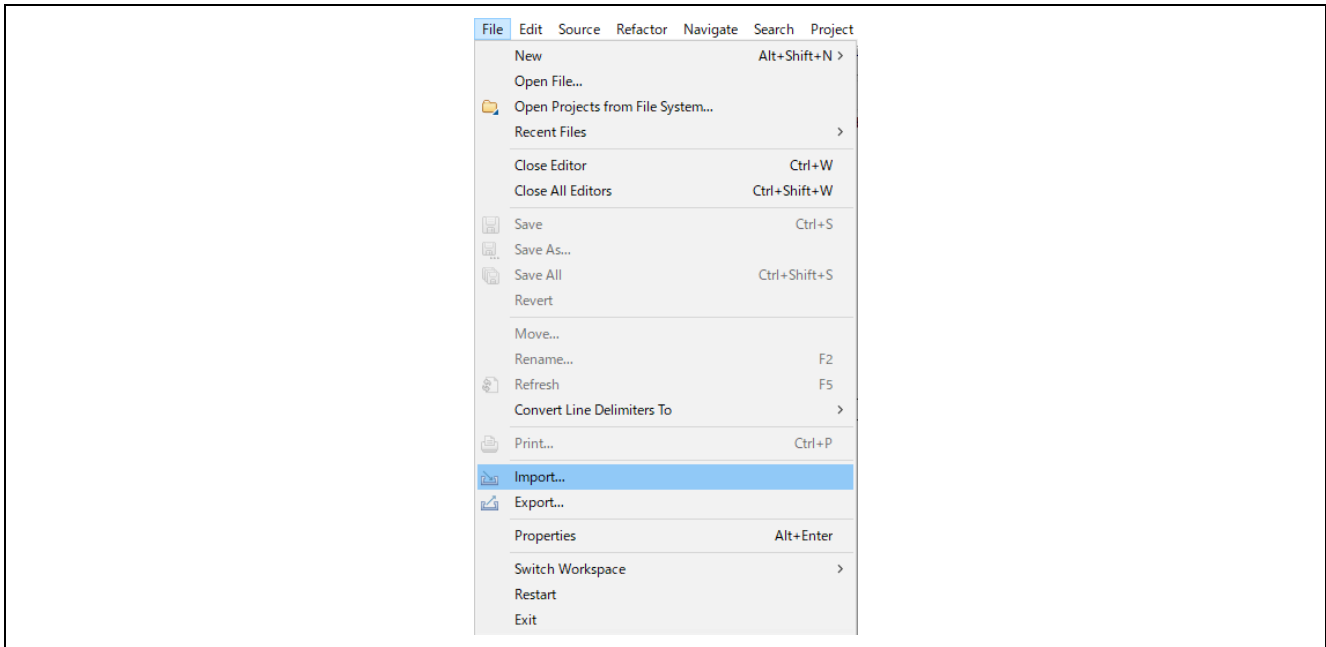 File Edit Source Refactor Navigate Search Project
New Alt+Shift+N >
Open File...
Open Projects from File System...
Recent Files >
Close Editor Ctrl+W
Close All Editors Ctrl+Shift+W
Save Ctrl+S
Save As...
Save All Ctrl+Shift+S
Revert
Move...
Rename... F2
Refresh F5
Convert Line Delimiters To >
Print... Ctrl+P
Import...
Export...
Properties Alt+Enter
Switch Workspace >
Restart
Exit